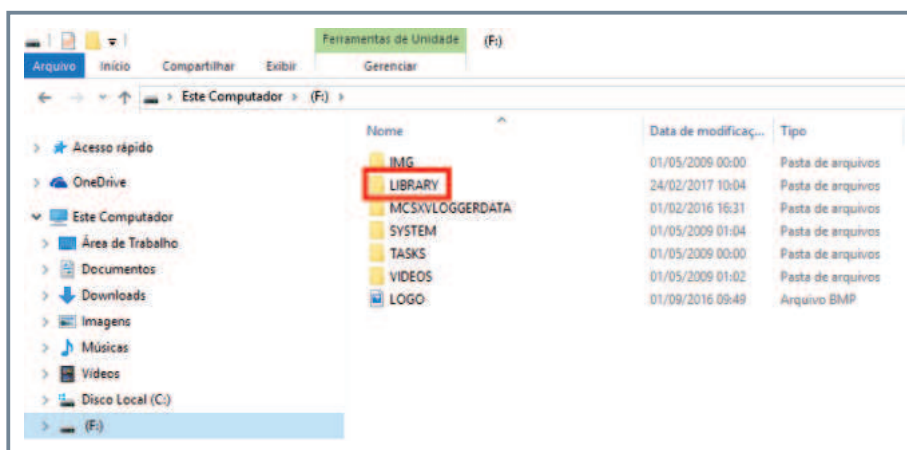 Ferramentas de Unidade (F:)
Arquivo Início Compartilhar Exibir Gerenciar
Este Computador > (F:) >
Acesso rápido
OneDrive
Este Computador
Área de Trabalho
Documentos
Downloads
Imagens
Músicas
Vídeos
Disco Local (C:)
(F:)
Nome Data de modificaç... Tipo
IMG 01/05/2009 00:00 Pasta de arquivos
LIBRARY 24/02/2017 10:04 Pasta de arquivos
MCSXVLOGGERDATA 01/02/2016 16:31 Pasta de arquivos
SYSTEM 01/05/2009 01:04 Pasta de arquivos
TASKS 01/05/2009 00:00 Pasta de arquivos
VIDEOS 01/05/2009 01:02 Pasta de arquivos
LOGO 01/09/2016 09:49 Arquivo BMP